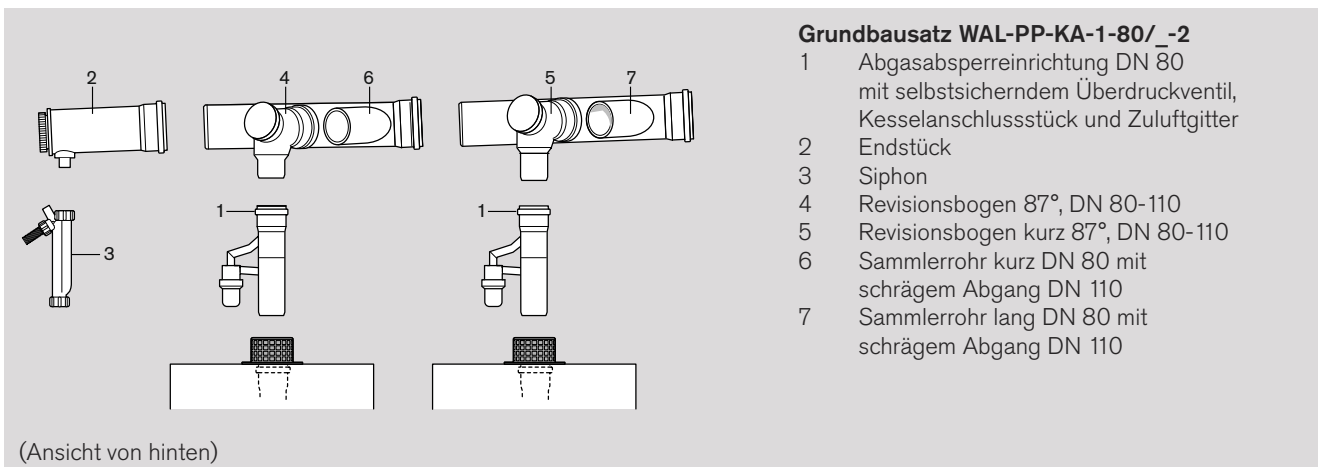 2
4
6
5
7
1
1
3
(Ansicht von hinten)
Grundbausatz WAL-PP-KA-1-80/_-2
1 Abgasabsperreinrichtung DN 80
mit selbstsicherndem Überdruckventil,
Kesselanschlussstück und Zuluftgitter
2 Endstück
3 Siphon
4 Revisionsbogen 87°, DN 80-110
5 Revisionsbogen kurz 87°, DN 80-110
6 Sammlerrohr kurz DN 80 mit
schrägem Abgang DN 110
7 Sammlerrohr lang DN 80 mit
schrägem Abgang DN 110